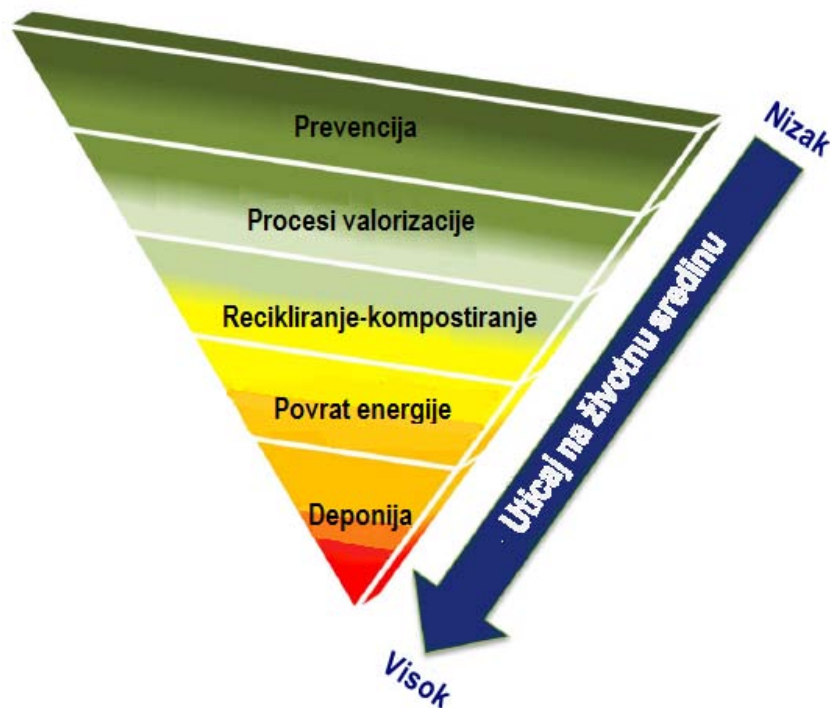 Nizak
Prevencija
Procesi valorizacije
Recikliranje-kompostiranje
Povrat energije
Deponija
Uticaj na životnu sredinu
Visok